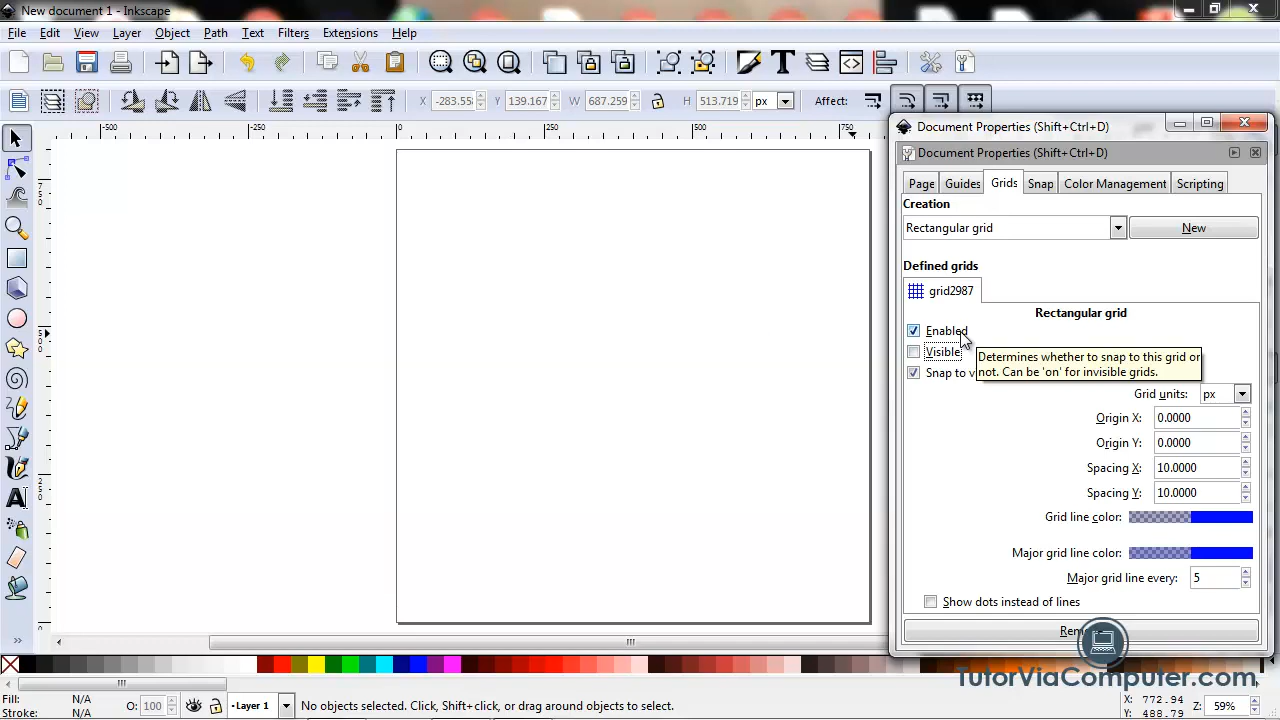 New document 1 - Inkscape
File Edit View Layer Object Path Text Filters Extensions Help
X -283.55 Y 139.167 W 687.259 H 513.719 px Affect:
-500 -250 0 250 500 750
Document Properties (Shift+Ctrl+D)
Document Properties (Shift+Ctrl+D)
Page Guides Grids Snap Color Management Scripting
Creation
Rectangular grid New
Defined grids
grid2987
Rectangular grid
Enabled
Visible
Determines whether to snap to this grid or
not. Can be 'on' for invisible grids.
Snap to v
Grid units: px
Origin X: 0.0000
Origin Y: 0.0000
Spacing X: 10.0000
Spacing Y: 10.0000
Grid line color:
Major grid line color:
Major grid line every: 5
Show dots instead of lines
TutorViaComputer.com
Fill: N/A
Stroke: N/A
O: 100
Layer 1
No objects selected. Click, Shift+click, or drag around objects to select.
X: 772.94
Y: 488.75
Z: 59%